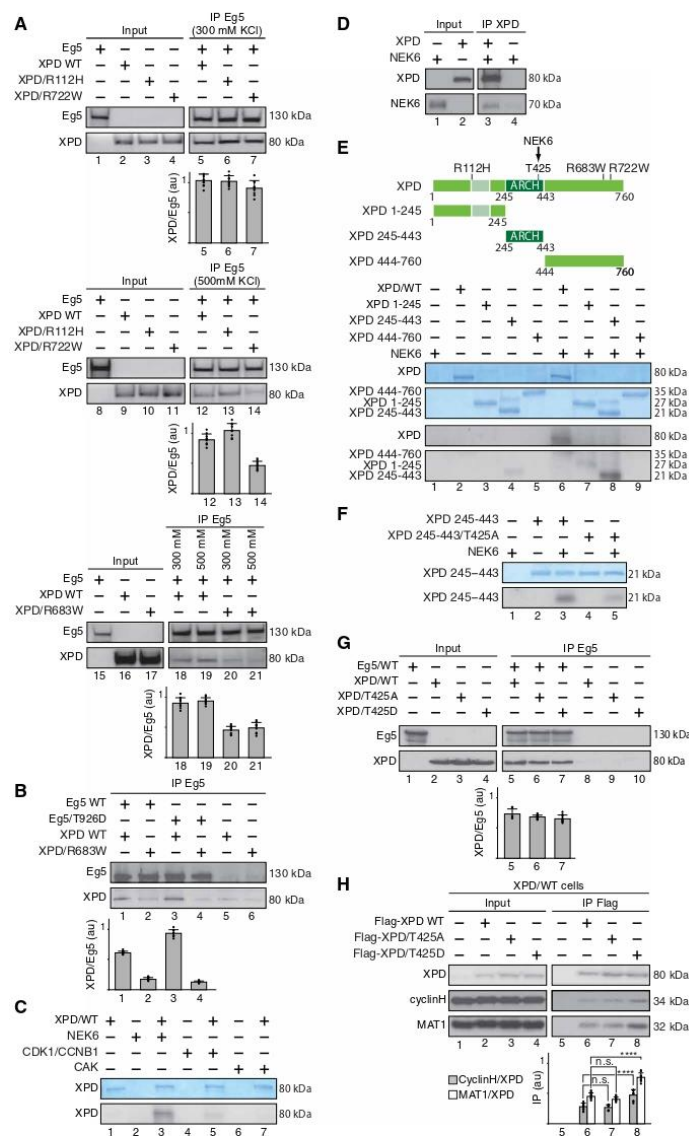 A
Input
IP Eg5
(300 mM KCl)
Eg5 + − − − + + +
XPD WT − + − − + − −
XPD/R112H − − + − − + −
XPD/R722W − − − + − − +
Eg5
130 kDa
XPD
80 kDa
1 2 3 4 5 6 7
XPD/Eg5 (au)
1
5 6 7
Input
IP Eg5
(500mM KCl)
Eg5 + − − − + + +
XPD WT − + − − + − −
XPD/R112H − − + − − + −
XPD/R722W − − − + − − +
Eg5
130 kDa
XPD
80 kDa
8 9 10 11 12 13 14
XPD/Eg5 (au)
1
12 13 14
IP Eg5
Input
300 mM
500 mM
300 mM
500 mM
Eg5 + − − + + + +
XPD WT − + − + + − −
XPD/R683W − − + − − + +
Eg5
130 kDa
XPD
80 kDa
15 16 17 18 19 20 21
XPD/Eg5 (au)
1
18 19 20 21
B
IP Eg5
Eg5 WT + + − − − −
Eg5/T926D − − + + − −
XPD WT + − + − + −
XPD/R683W − + − + − +
Eg5
130 kDa
XPD
80 kDa
1 2 3 4 5 6
XPD/Eg5 (au)
1
1 2 3 4
C
XPD/WT + − + − + − +
NEK6 − + + − − − −
CDK1/CCNB1 − − − + + − −
CAK − − − − − + +
XPD
80 kDa
XPD
80 kDa
1 2 3 4 5 6 7
D
Input
IP XPD
XPD − + + −
NEK6 + − + +
XPD
80 kDa
NEK6
70 kDa
1 2 3 4
E
NEK6
R112H T425 R683W R722W
XPD
ARCH
1 245 443 760
XPD 1-245
1 245
XPD 245-443
ARCH
245 443
XPD 444-760
444 760
XPD/WT − + − − − + − − −
XPD 1-245 − − + − − − + − −
XPD 245-443 − − − + − − − + −
XPD 444-760 − − − − + − − − +
NEK6 + − − − − + + + +
XPD
80 kDa
XPD 444-760
35 kDa
XPD 1-245
27 kDa
XPD 245-443
21 kDa
XPD
80 kDa
XPD 444-760
35 kDa
XPD 1-245
27 kDa
XPD 245-443
21 kDa
1 2 3 4 5 6 7 8 9
F
XPD 245-443 − + + − −
XPD 245-443/T425A − − − + +
NEK6 + − + − +
XPD 245–443
21 kDa
XPD 245–443
21 kDa
1 2 3 4 5
G
Input
IP Eg5
Eg5/WT + − − − + + + − − −
XPD/WT − + − − + − − + − −
XPD/T425A − − + − − + − − + −
XPD/T425D − − − + − − + − − +
Eg5
130 kDa
XPD
80 kDa
1 2 3 4 5 6 7 8 9 10
XPD/Eg5 (au)
1
5 6 7
H
XPD/WT cells
Input
IP Flag
Flag-XPD WT − + − − − + − −
Flag-XPD/T425A − − + − − − + −
Flag-XPD/T425D − − − + − − − +
XPD
80 kDa
cyclinH
34 kDa
MAT1
32 kDa
1 2 3 4 5 6 7 8
CyclinH/XPD
MAT1/XPD
IP (au)
1
n.s.
****
n.s.
****
5 6 7 8